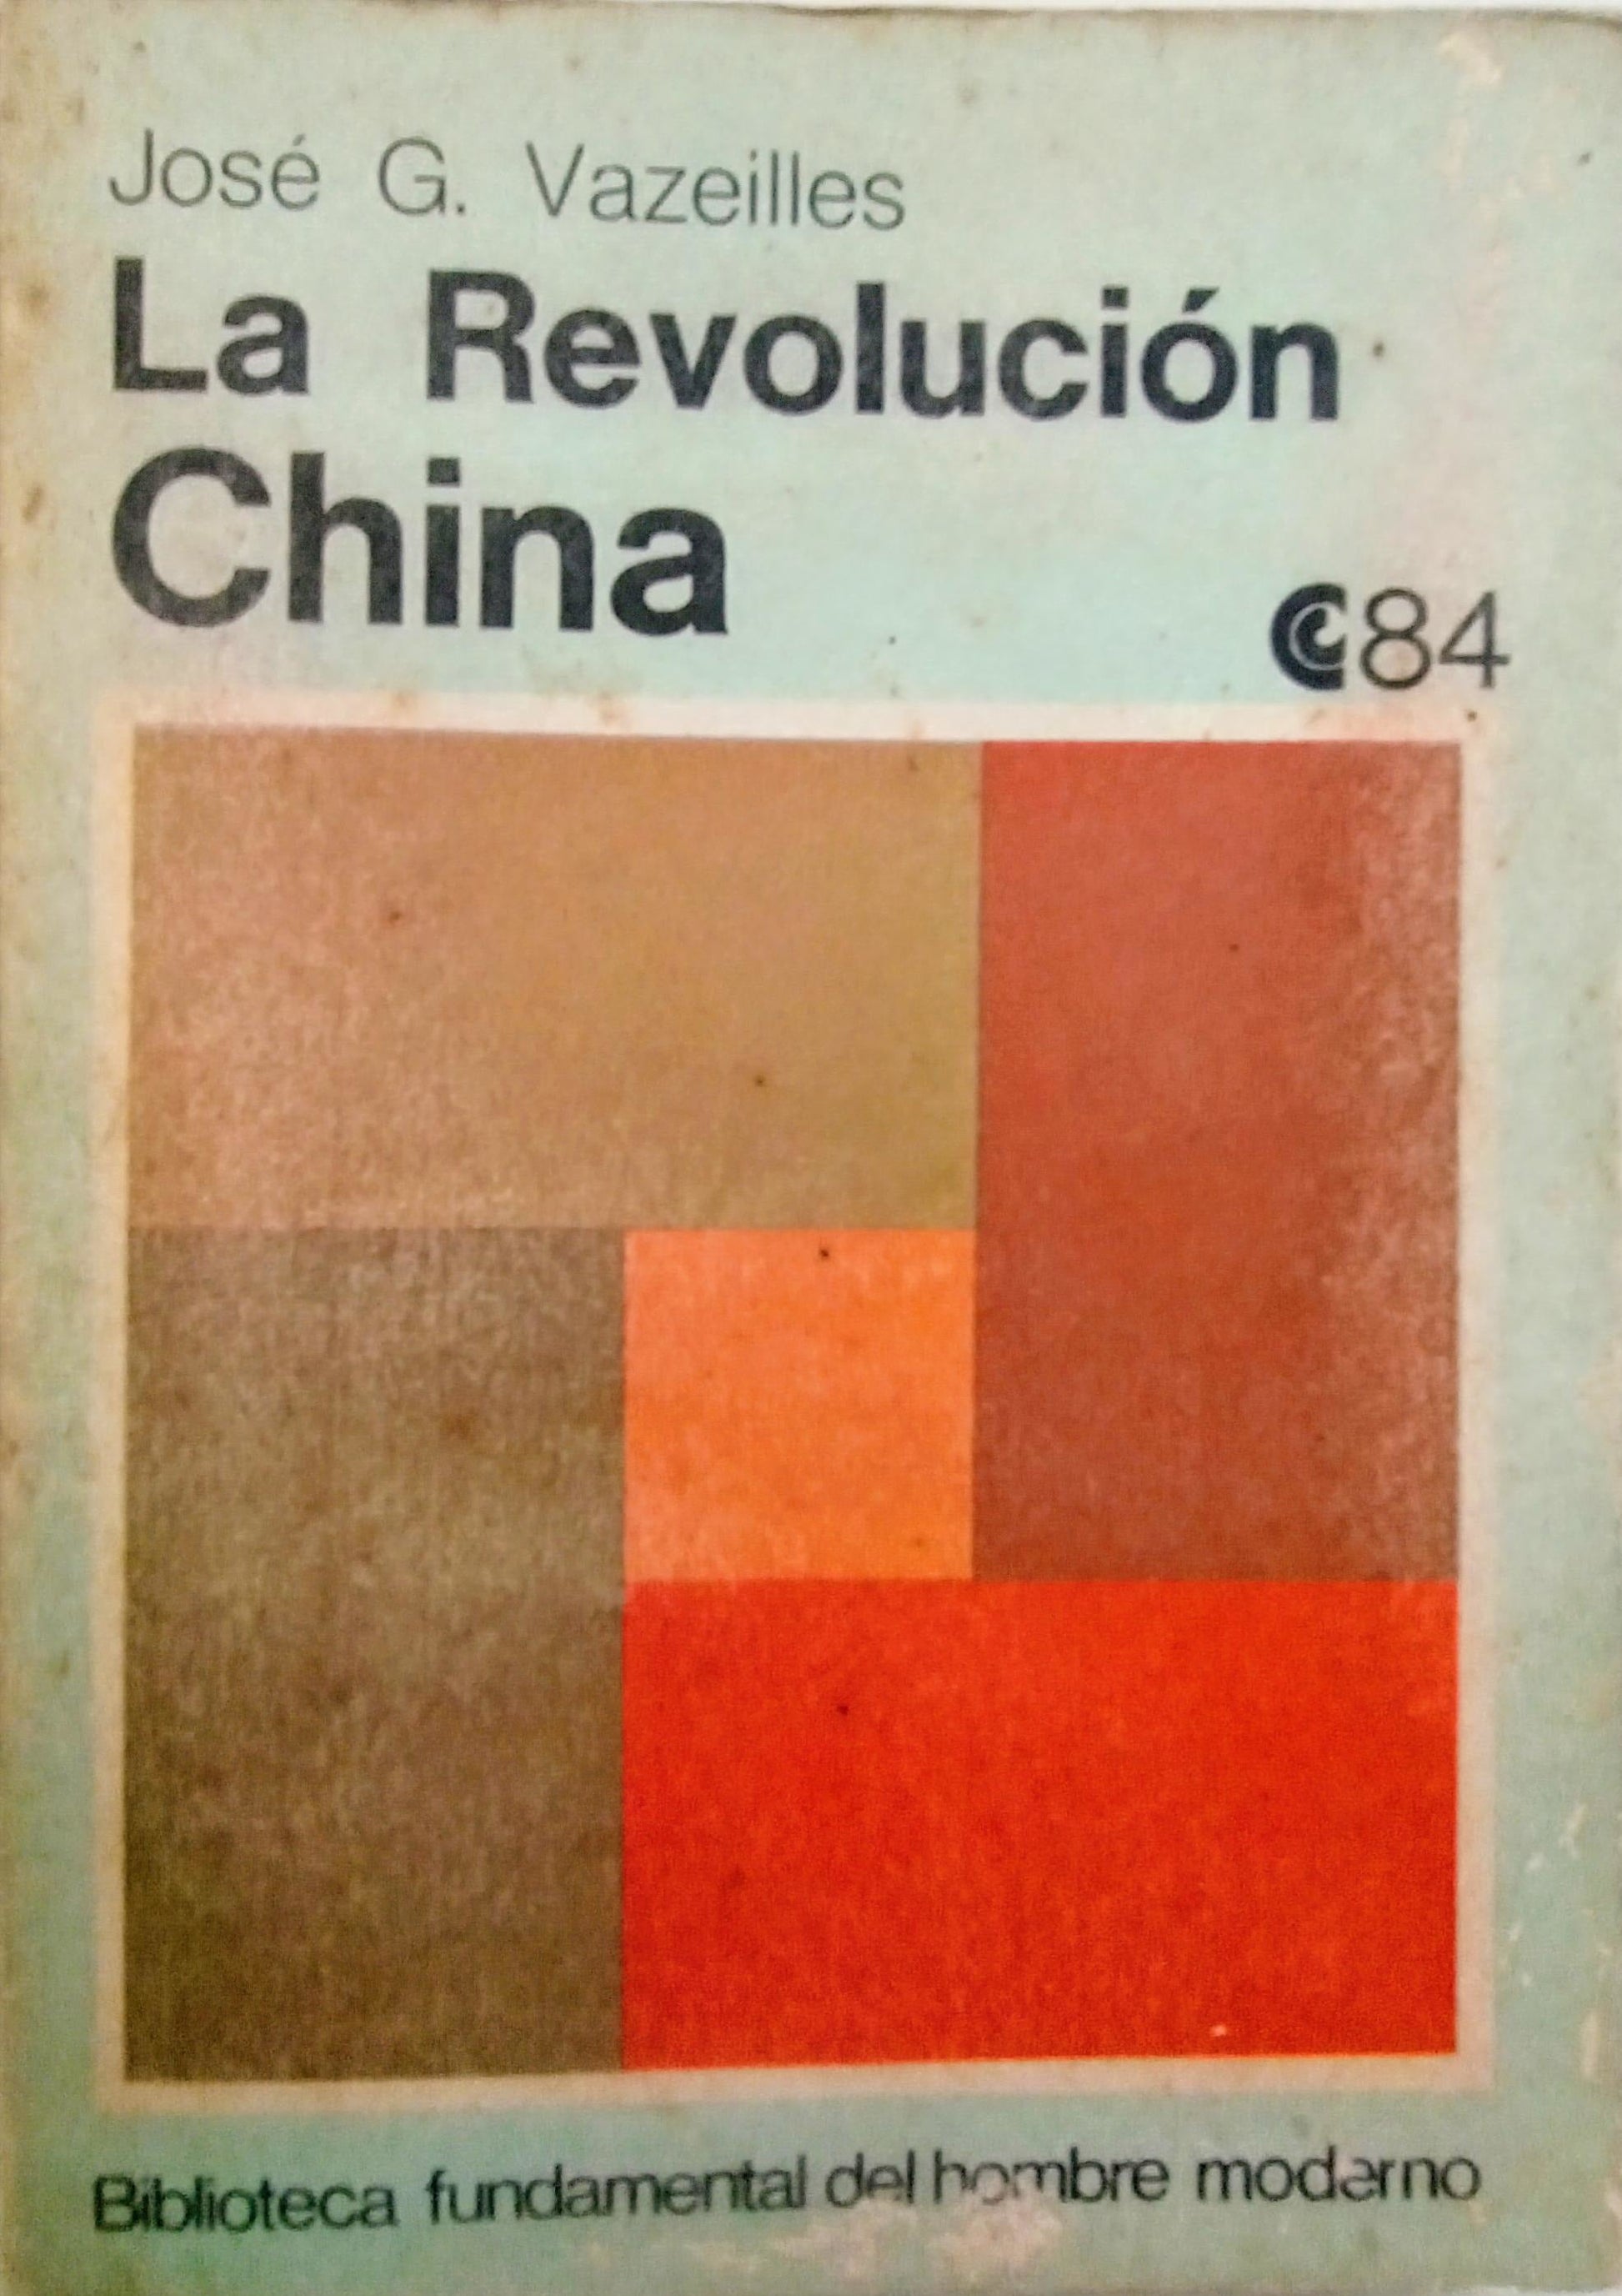 José G. Vazeilles
La Revolución
China
84
Biblioteca fundamental del hombre moderno